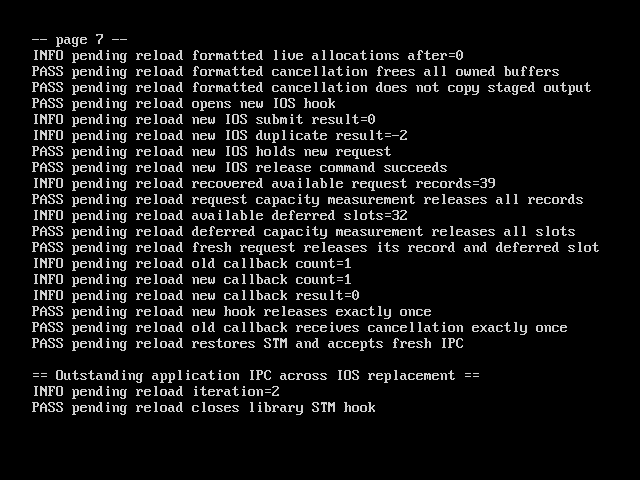 -- page 7 --
INFO pending reload formatted live allocations after=0
PASS pending reload formatted cancellation frees all owned buffers
PASS pending reload formatted cancellation does not copy staged output
PASS pending reload opens new IOS hook
INFO pending reload new IOS submit result=0
INFO pending reload new IOS duplicate result=-2
PASS pending reload new IOS holds new request
PASS pending reload new IOS release command succeeds
INFO pending reload recovered available request records=39
PASS pending reload request capacity measurement releases all records
INFO pending reload available deferred slots=32
PASS pending reload deferred capacity measurement releases all slots
PASS pending reload fresh request releases its record and deferred slot
INFO pending reload old callback count=1
INFO pending reload new callback count=1
INFO pending reload new callback result=0
PASS pending reload new hook releases exactly once
PASS pending reload old callback receives cancellation exactly once
PASS pending reload restores STM and accepts fresh IPC
== Outstanding application IPC across IOS replacement ==
INFO pending reload iteration=2
PASS pending reload closes library STM hook